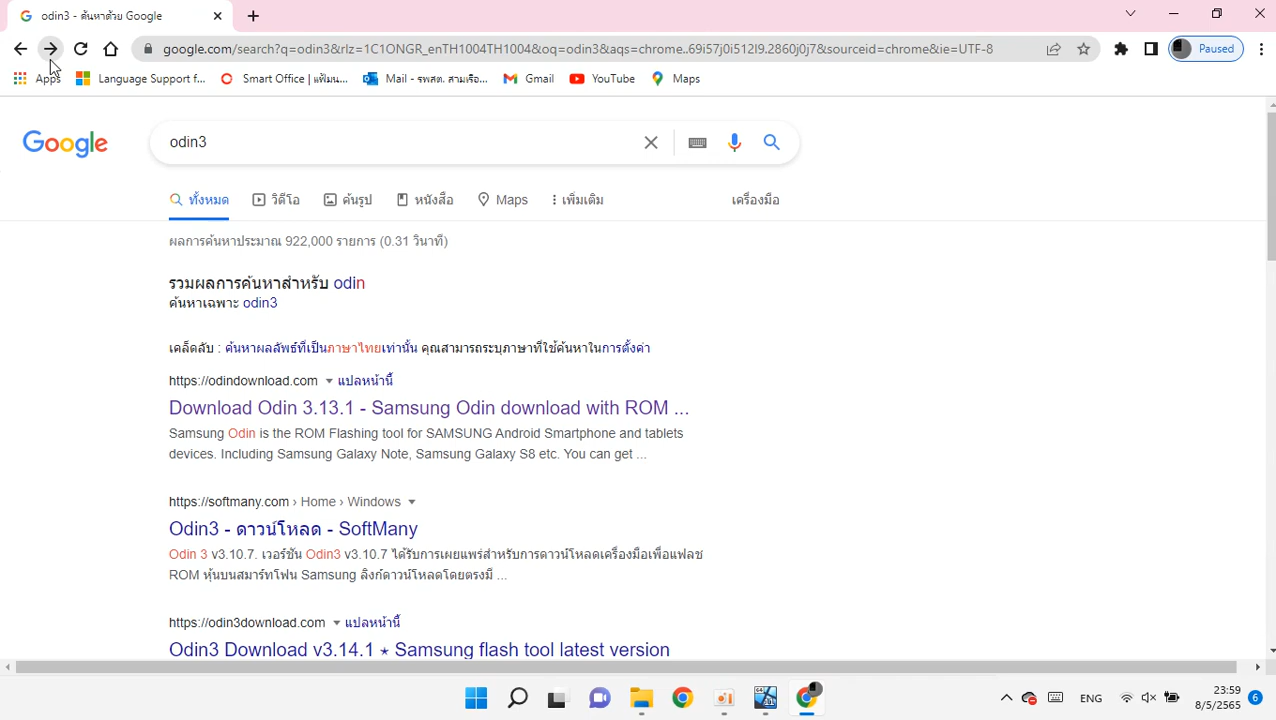 odin3 - ค้นหาด้วย Google
google.com/search?q=odin3&rlz=1C1ONGR_enTH1004TH1004&oq=odin3&aqs=chrome..69i57j0i512l9.2860j0j7&sourceid=chrome&ie=UTF-8
Paused
Apps
Language Support f...
Smart Office | แฟ้มน...
Mail - รพสต. สามเรือ...
Gmail
YouTube
Maps
Google
odin3
ทั้งหมด
วิดีโอ
ค้นรูป
หนังสือ
Maps
เพิ่มเติม
เครื่องมือ
ผลการค้นหาประมาณ 922,000 รายการ (0.31 วินาที)
รวมผลการค้นหาสำหรับ odin
ค้นหาเฉพาะ odin3
เคล็ดลับ : ค้นหาผลลัพธ์ที่เป็นภาษาไทยเท่านั้น คุณสามารถระบุภาษาที่ใช้ค้นหาในการตั้งค่า
https://odindownload.com แปลหน้านี้
Download Odin 3.13.1 - Samsung Odin download with ROM ...
Samsung Odin is the ROM Flashing tool for SAMSUNG Android Smartphone and tablets
devices. Including Samsung Galaxy Note, Samsung Galaxy S8 etc. You can get ...
https://softmany.com › Home › Windows
Odin3 - ดาวน์โหลด - SoftMany
Odin 3 v3.10.7. เวอร์ชัน Odin3 v3.10.7 ได้รับการเผยแพร่สำหรับการดาวน์โหลดเครื่องมือเพื่อแฟลช
ROM หุ้นบนสมาร์ทโฟน Samsung ลิงก์ดาวน์โหลดโดยตรงมี ...
https://odin3download.com แปลหน้านี้
Odin3 Download v3.14.1 ⋆ Samsung flash tool latest version
ENG
23:59
8/5/2565
6